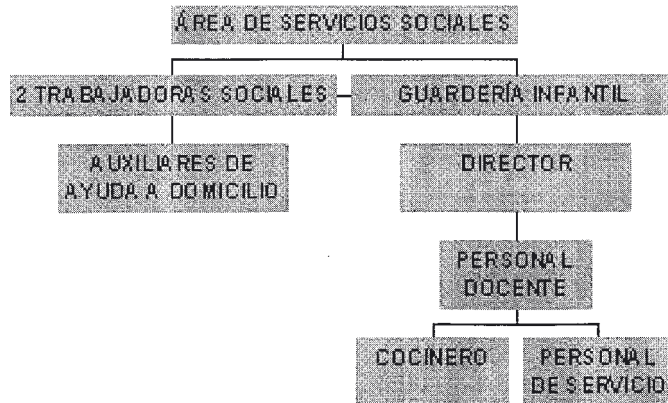 ÁREA DE SERVICIOS SOCIALES
2 TRABAJADORAS SOCIALES
GUARDERÍA INFANTIL
AUXILIARES DE
AYUDA A DOMICILIO
DIRECTOR
PERSONAL
DOCENTE
COCINERO
PERSONAL
DE SERVICIO